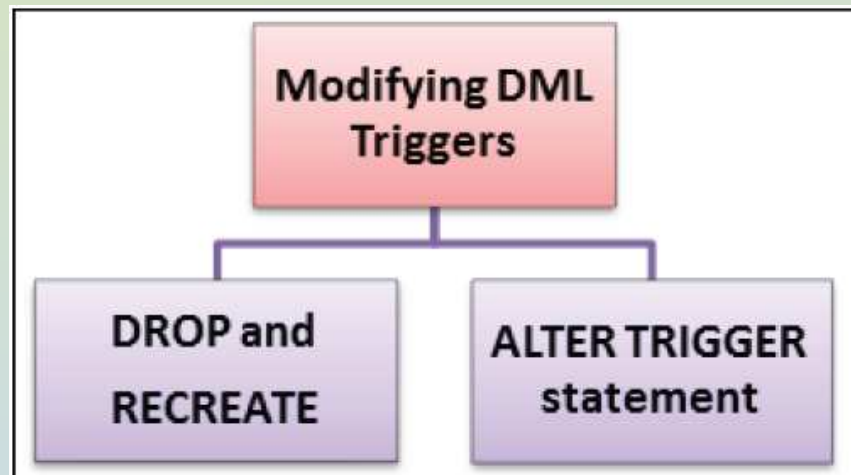 Modifying DML
Triggers
DROP and
RECREATE
ALTER TRIGGER
statement